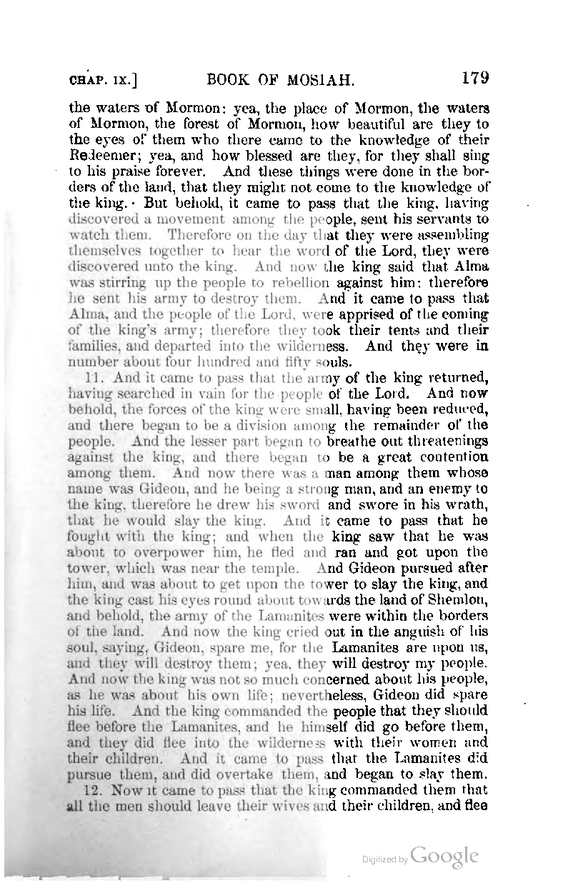 CHAP. IX.] BOOK OF MOSIAH. 179
the waters of Mormon: yea, the place of Mormon, the waters
of Mormon, the forest of Mormon, how beautiful are they to
the eyes of them who there came to the knowledge of their
Redeemer; yea, and how blessed are they, for they shall sing
to his praise forever. And these things were done in the bor-
ders of the land, that they might not come to the knowledge of
the king. But behold, it came to pass that the king, having
discovered a movement among the people, sent his servants to
watch them. Therefore on the day that they were assembling
themselves together to hear the word of the Lord, they were
discovered unto the king. And now the king said that Alma
was stirring up the people to rebellion against him: therefore
he sent his army to destroy them. And it came to pass that
Alma, and the people of the Lord, were apprised of the coming
of the king's army; therefore they took their tents and their
families, and departed into the wilderness. And they were in
number about four hundred and fifty souls.
11. And it came to pass that the army of the king returned,
having searched in vain for the people of the Lord. And now
behold, the forces of the king were small, having been reduced,
and there began to be a division among the remainder of the
people. And the lesser part began to breathe out threatenings
against the king, and there began to be a great contention
among them. And now there was a man among them whose
name was Gideon, and he being a strong man, and an enemy to
the king, therefore he drew his sword and swore in his wrath,
that he would slay the king. And it came to pass that he
fought with the king; and when the king saw that he was
about to overpower him, he fled and ran and got upon the
tower, which was near the temple. And Gideon pursued after
him, and was about to get upon the tower to slay the king, and
the king cast his eyes round about towards the land of Shemlon,
and behold, the army of the Lamanites were within the borders
of the land. And now the king cried out in the anguish of his
soul, saying, Gideon, spare me, for the Lamanites are upon us,
and they will destroy them; yea, they will destroy my people.
And now the king was not so much concerned about his people,
as he was about his own life; nevertheless, Gideon did spare
his life. And the king commanded the people that they should
flee before the Lamanites, and he himself did go before them,
and they did flee into the wilderness with their women and
their children. And it came to pass that the Lamanites did
pursue them, and did overtake them, and began to slay them.
12. Now it came to pass that the king commanded them that
all the men should leave their wives and their children, and flee
Digitized by Google